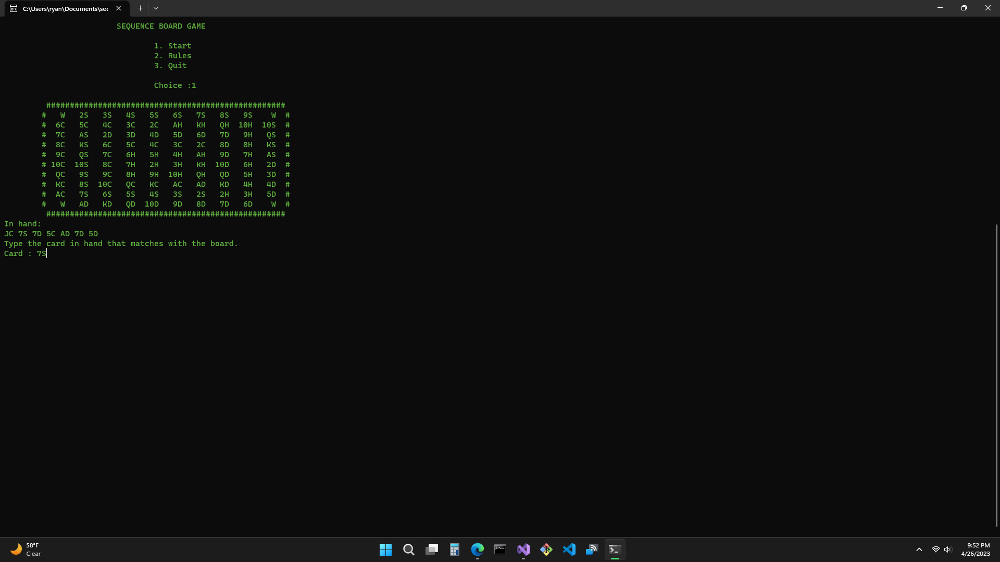 C:\Users\ryan\Documents\sec
SEQUENCE BOARD GAME
1. Start
2. Rules
3. Quit
Choice :1
###################################################
# W 2S 3S 4S 5S 6S 7S 8S 9S W #
# 6C 5C 4C 3C 2C AH KH QH 10H 10S #
# 7C AS 2D 3D 4D 5D 6D 7D 9H QS #
# 8C KS 6C 5C 4C 3C 2C 8D 8H KS #
# 9C QS 7C 6H 5H 4H AH 9D 7H AS #
# 10C 10S 8C 7H 2H 3H KH 10D 6H 2D #
# QC 9S 9C 8H 9H 10H QH QD 5H 3D #
# KC 8S 10C QC KC AC AD KD 4H 4D #
# AC 7S 6S 5S 4S 3S 2S 2H 3H 5D #
# W AD KD QD 10D 9D 8D 7D 6D W #
###################################################
In hand:
JC 7S 7D 5C AD 7D 5D
Type the card in hand that matches with the board.
Card : 7S
58°F
Clear
9:52 PM
4/26/2023